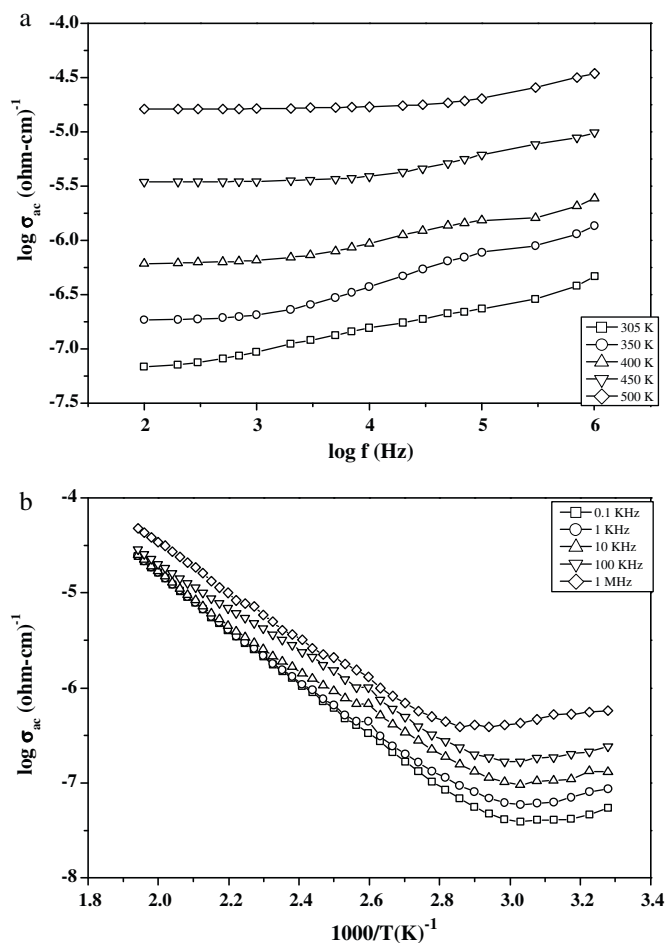 a
-4.0
-4.5
-5.0
-5.5
-6.0
-6.5
-7.0
-7.5
log σac (ohm-cm)-1
2 3 4 5 6
log f (Hz)
305 K
350 K
400 K
450 K
500 K
b
-4
-5
-6
-7
-8
log σac (ohm-cm)-1
0.1 KHz
1 KHz
10 KHz
100 KHz
1 MHz
1.8 2.0 2.2 2.4 2.6 2.8 3.0 3.2 3.4
1000/T(K)-1